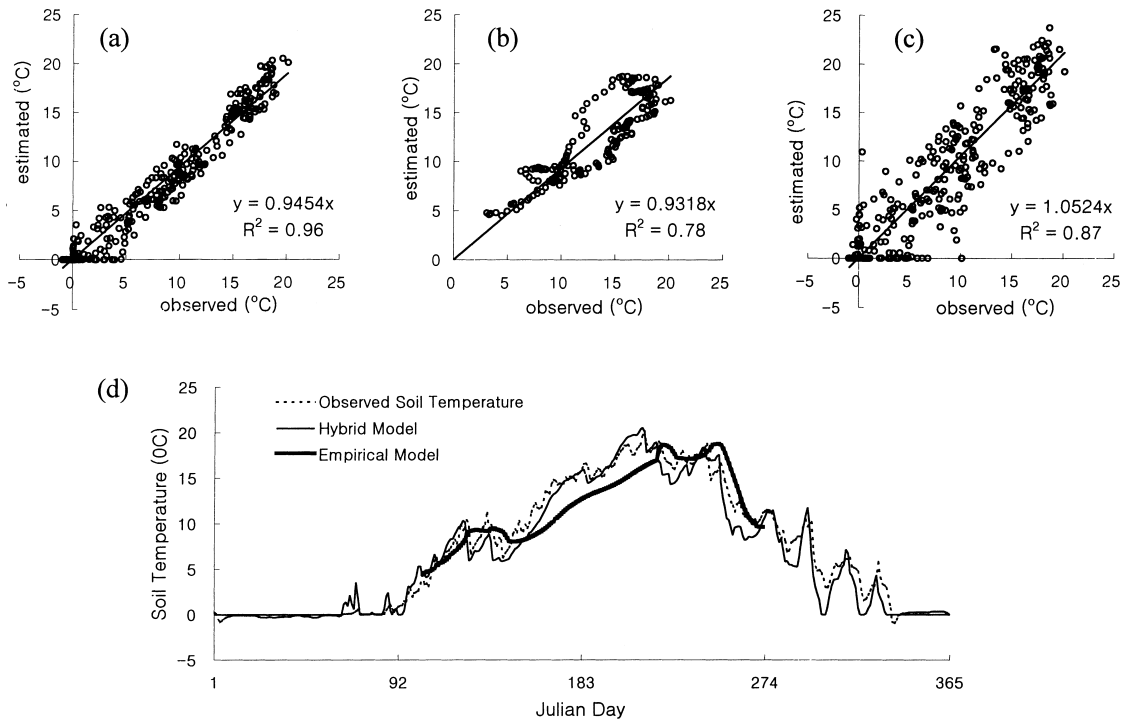 (a)
25
20
15
10
5
0
−5
−5 0 5 10 15 20 25
estimated (°C)
observed (°C)
y = 0.9454x
R² = 0.96
(b)
25
20
15
10
5
0
0 5 10 15 20 25
estimated (°C)
observed (°C)
y = 0.9318x
R² = 0.78
(c)
25
20
15
10
5
0
−5
−5 0 5 10 15 20 25
estimated (°C)
observed (°C)
y = 1.0524x
R² = 0.87
(d)
25
20
15
10
5
0
−5
Soil Temperature (0C)
Observed Soil Temperature
Hybrid Model
Empirical Model
1 92 183 274 365
Julian Day